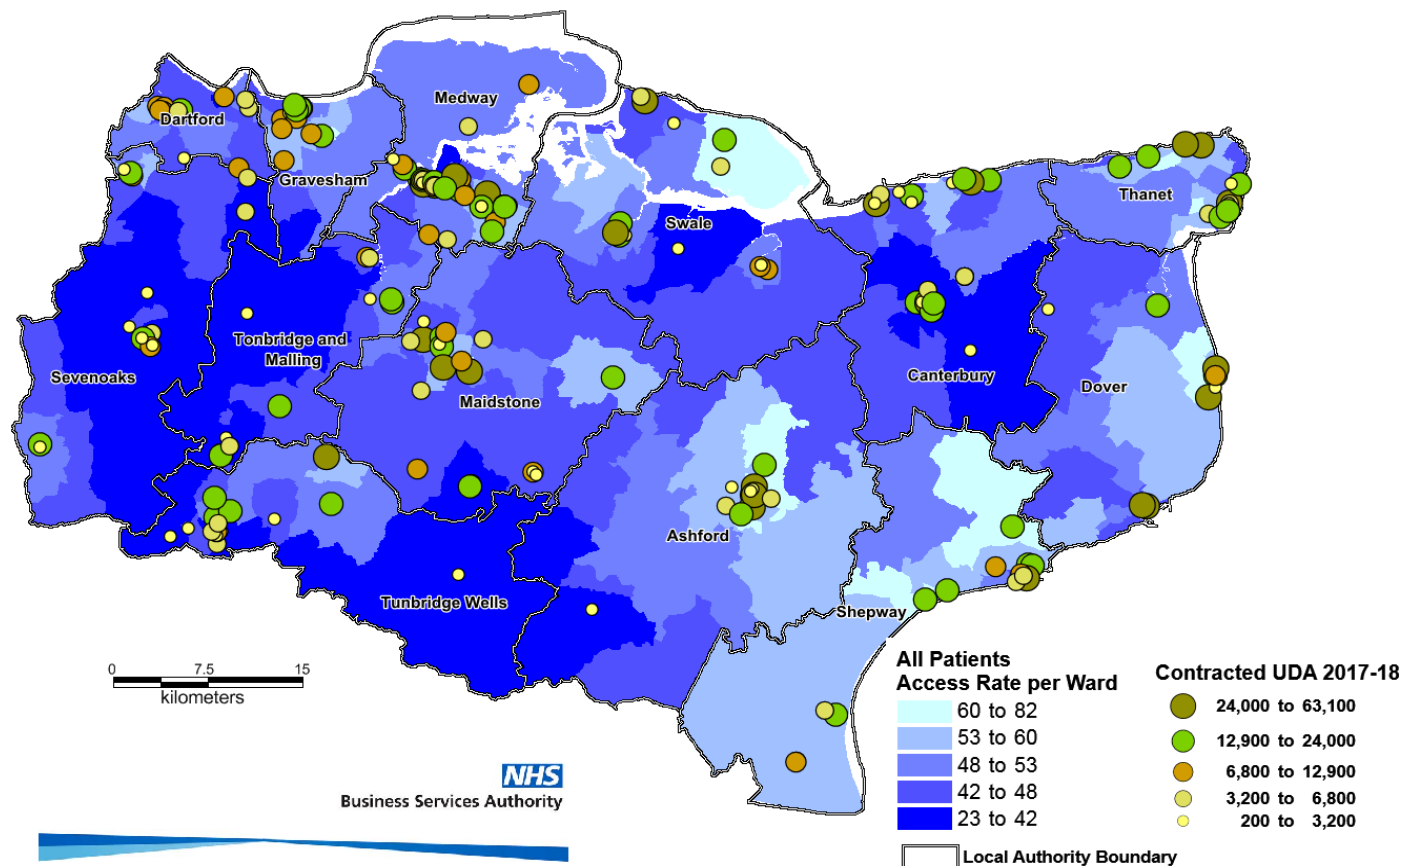 Medway
Dartford
Gravesham
Thanet
Swale
Tonbridge and
Malling
Sevenoaks
Canterbury
Dover
Maidstone
Ashford
Tunbridge Wells
Shepway
0 7.5 15
kilometers
NHS
Business Services Authority
All Patients
Access Rate per Ward
60 to 82
53 to 60
48 to 53
42 to 48
23 to 42
Local Authority Boundary
Contracted UDA 2017-18
24,000 to 63,100
12,900 to 24,000
6,800 to 12,900
3,200 to 6,800
200 to 3,200